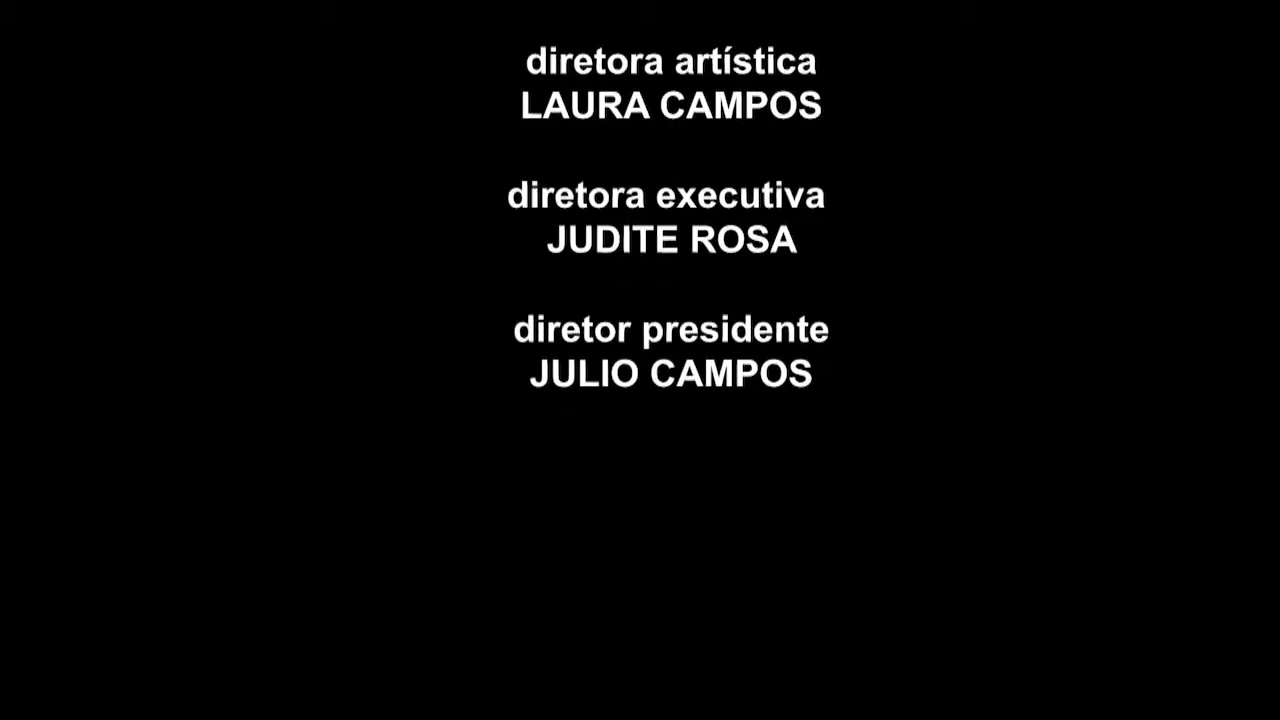 diretora artística
LAURA CAMPOS
diretora executiva
JUDITE ROSA
diretor presidente
JULIO CAMPOS